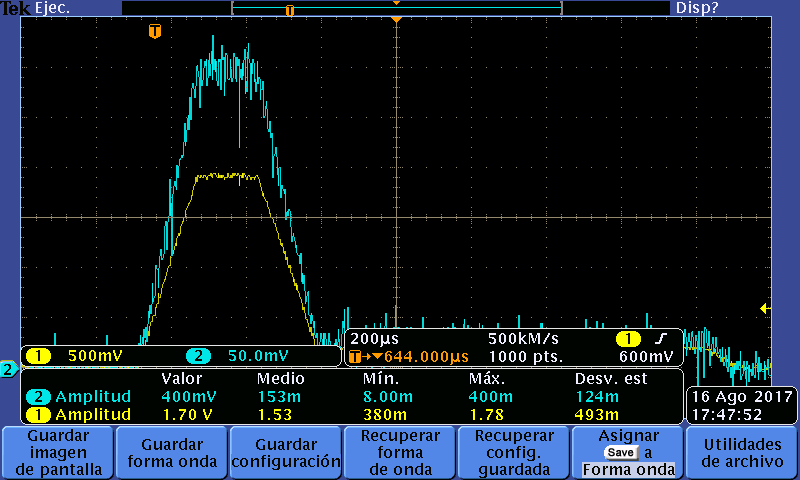 Tek Ejec. Disp?
T
T
1 500mV 2 50.0mV
200µs 500kM/s 1
T→▼644.000µs 1000 pts. 600mV
2
Valor Medio Mín. Máx. Desv. est
2 Amplitud 400mV 153m 8.00m 400m 124m
1 Amplitud 1.70 V 1.53 380m 1.78 493m
16 Ago 2017
17:47:52
Guardar
imagen
de pantalla
Guardar
forma onda
Guardar
configuración
Recuperar
forma
de onda
Recuperar
config.
guardada
Asignar
Save a
Forma onda
Utilidades
de archivo